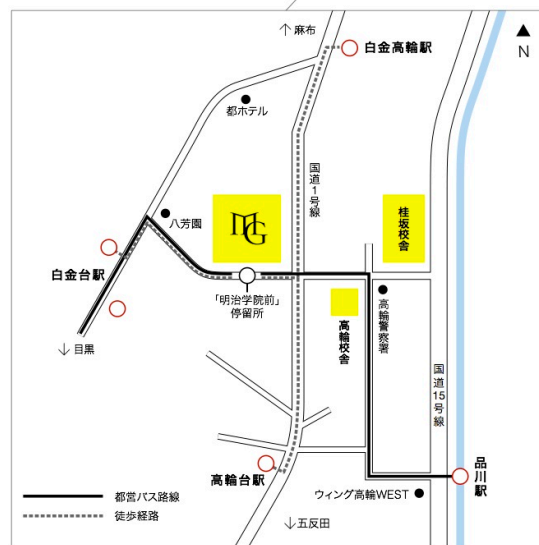 麻布
白金高輪駅
N
都ホテル
国道1号線
八芳園
MG
桂坂校舎
白金台駅
「明治学院前」
停留所
高輪校舎
高輪警察署
目黒
国道15号線
高輪台駅
品川駅
ウィング高輪WEST
都営バス路線
徒歩経路
五反田